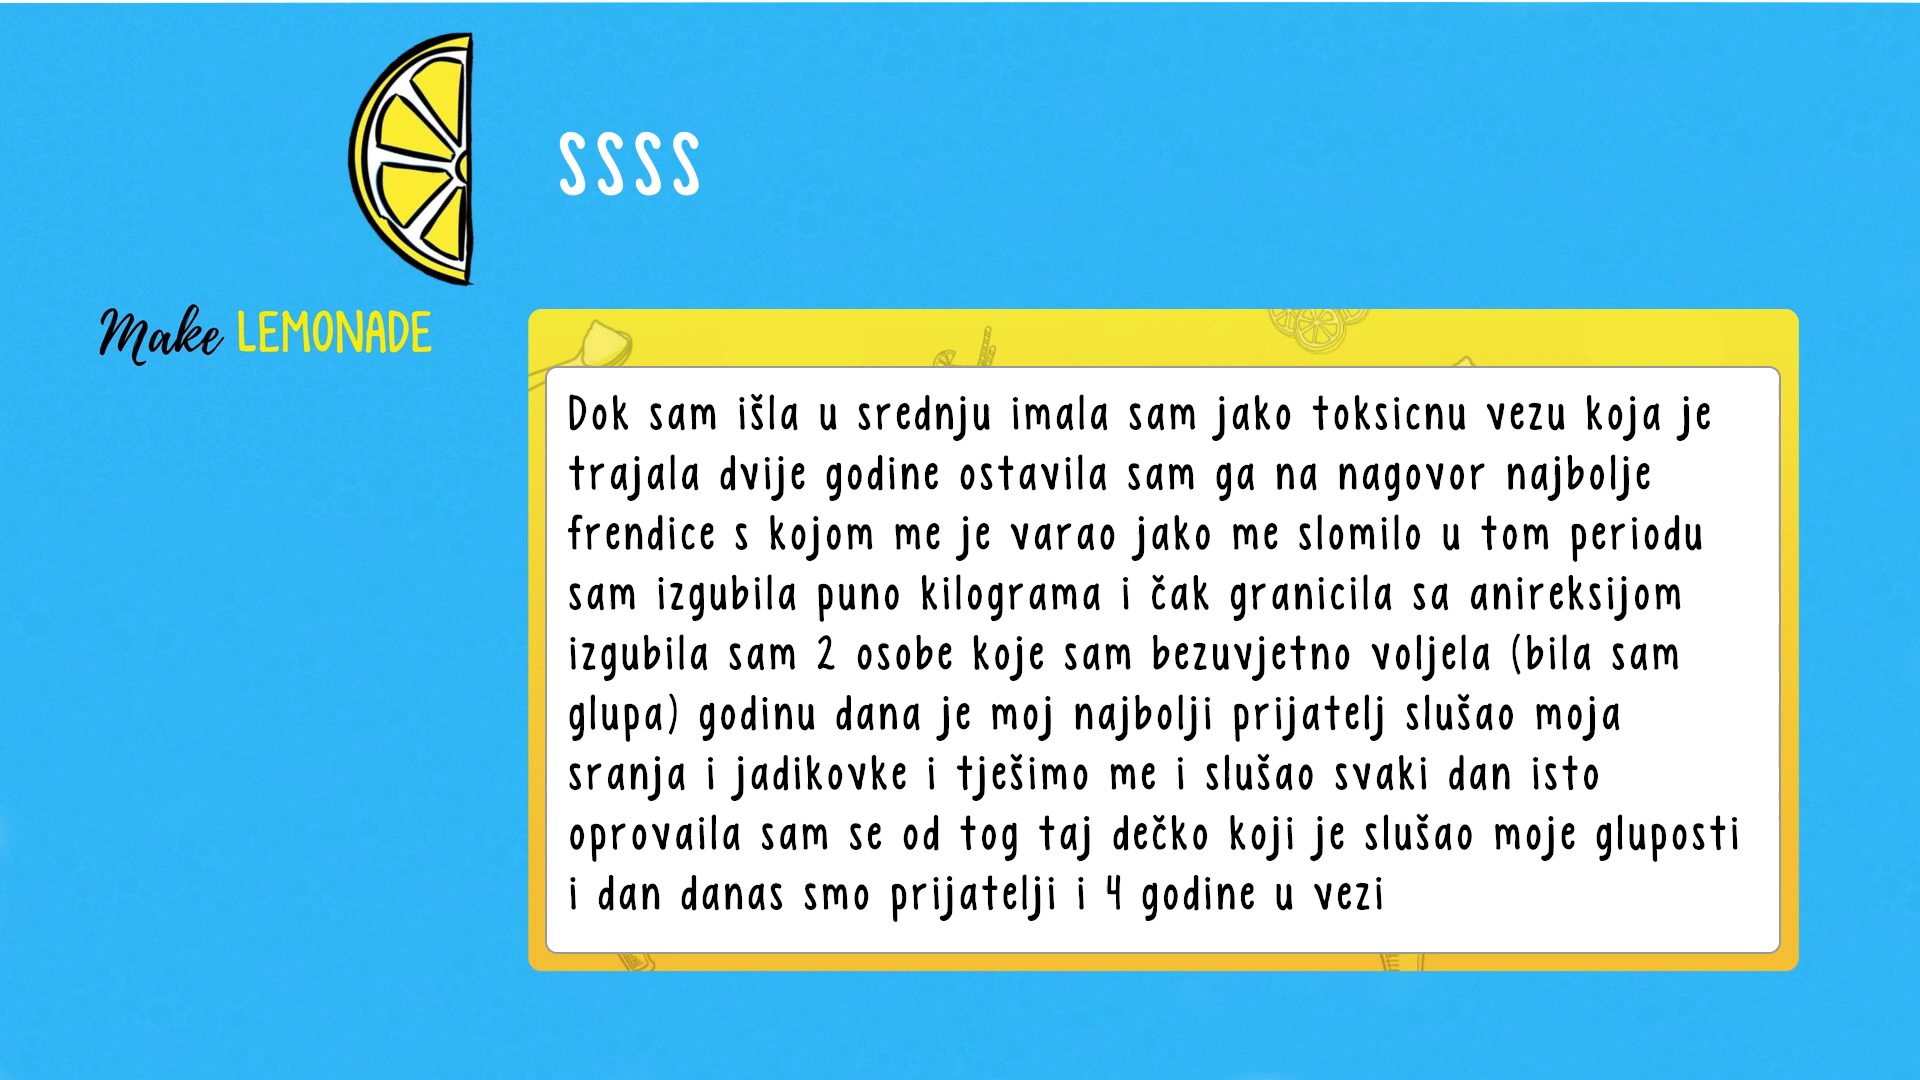 SSSS
Make LEMONADE
Dok sam išla u srednju imala sam jako toksicnu vezu koja je
trajala dvije godine ostavila sam ga na nagovor najbolje
frendice s kojom me je varao jako me slomilo u tom periodu
sam izgubila puno kilograma i čak granicila sa anireksijom
izgubila sam 2 osobe koje sam bezuvjetno voljela (bila sam
glupa) godinu dana je moj najbolji prijatelj slušao moja
sranja i jadikovke i tješimo me i slušao svaki dan isto
oprovaila sam se od tog taj dečko koji je slušao moje gluposti
i dan danas smo prijatelji i 4 godine u vezi